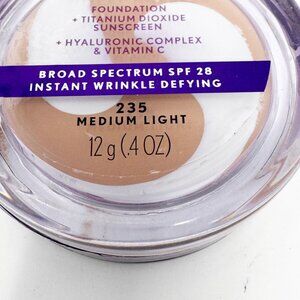 FOUNDATION
+ TITANIUM DIOXIDE
SUNSCREEN
+ HYALURONIC COMPLEX
& VITAMIN C
BROAD SPECTRUM SPF 28
INSTANT WRINKLE DEFYING
235
MEDIUM LIGHT
12 g (.4 OZ)